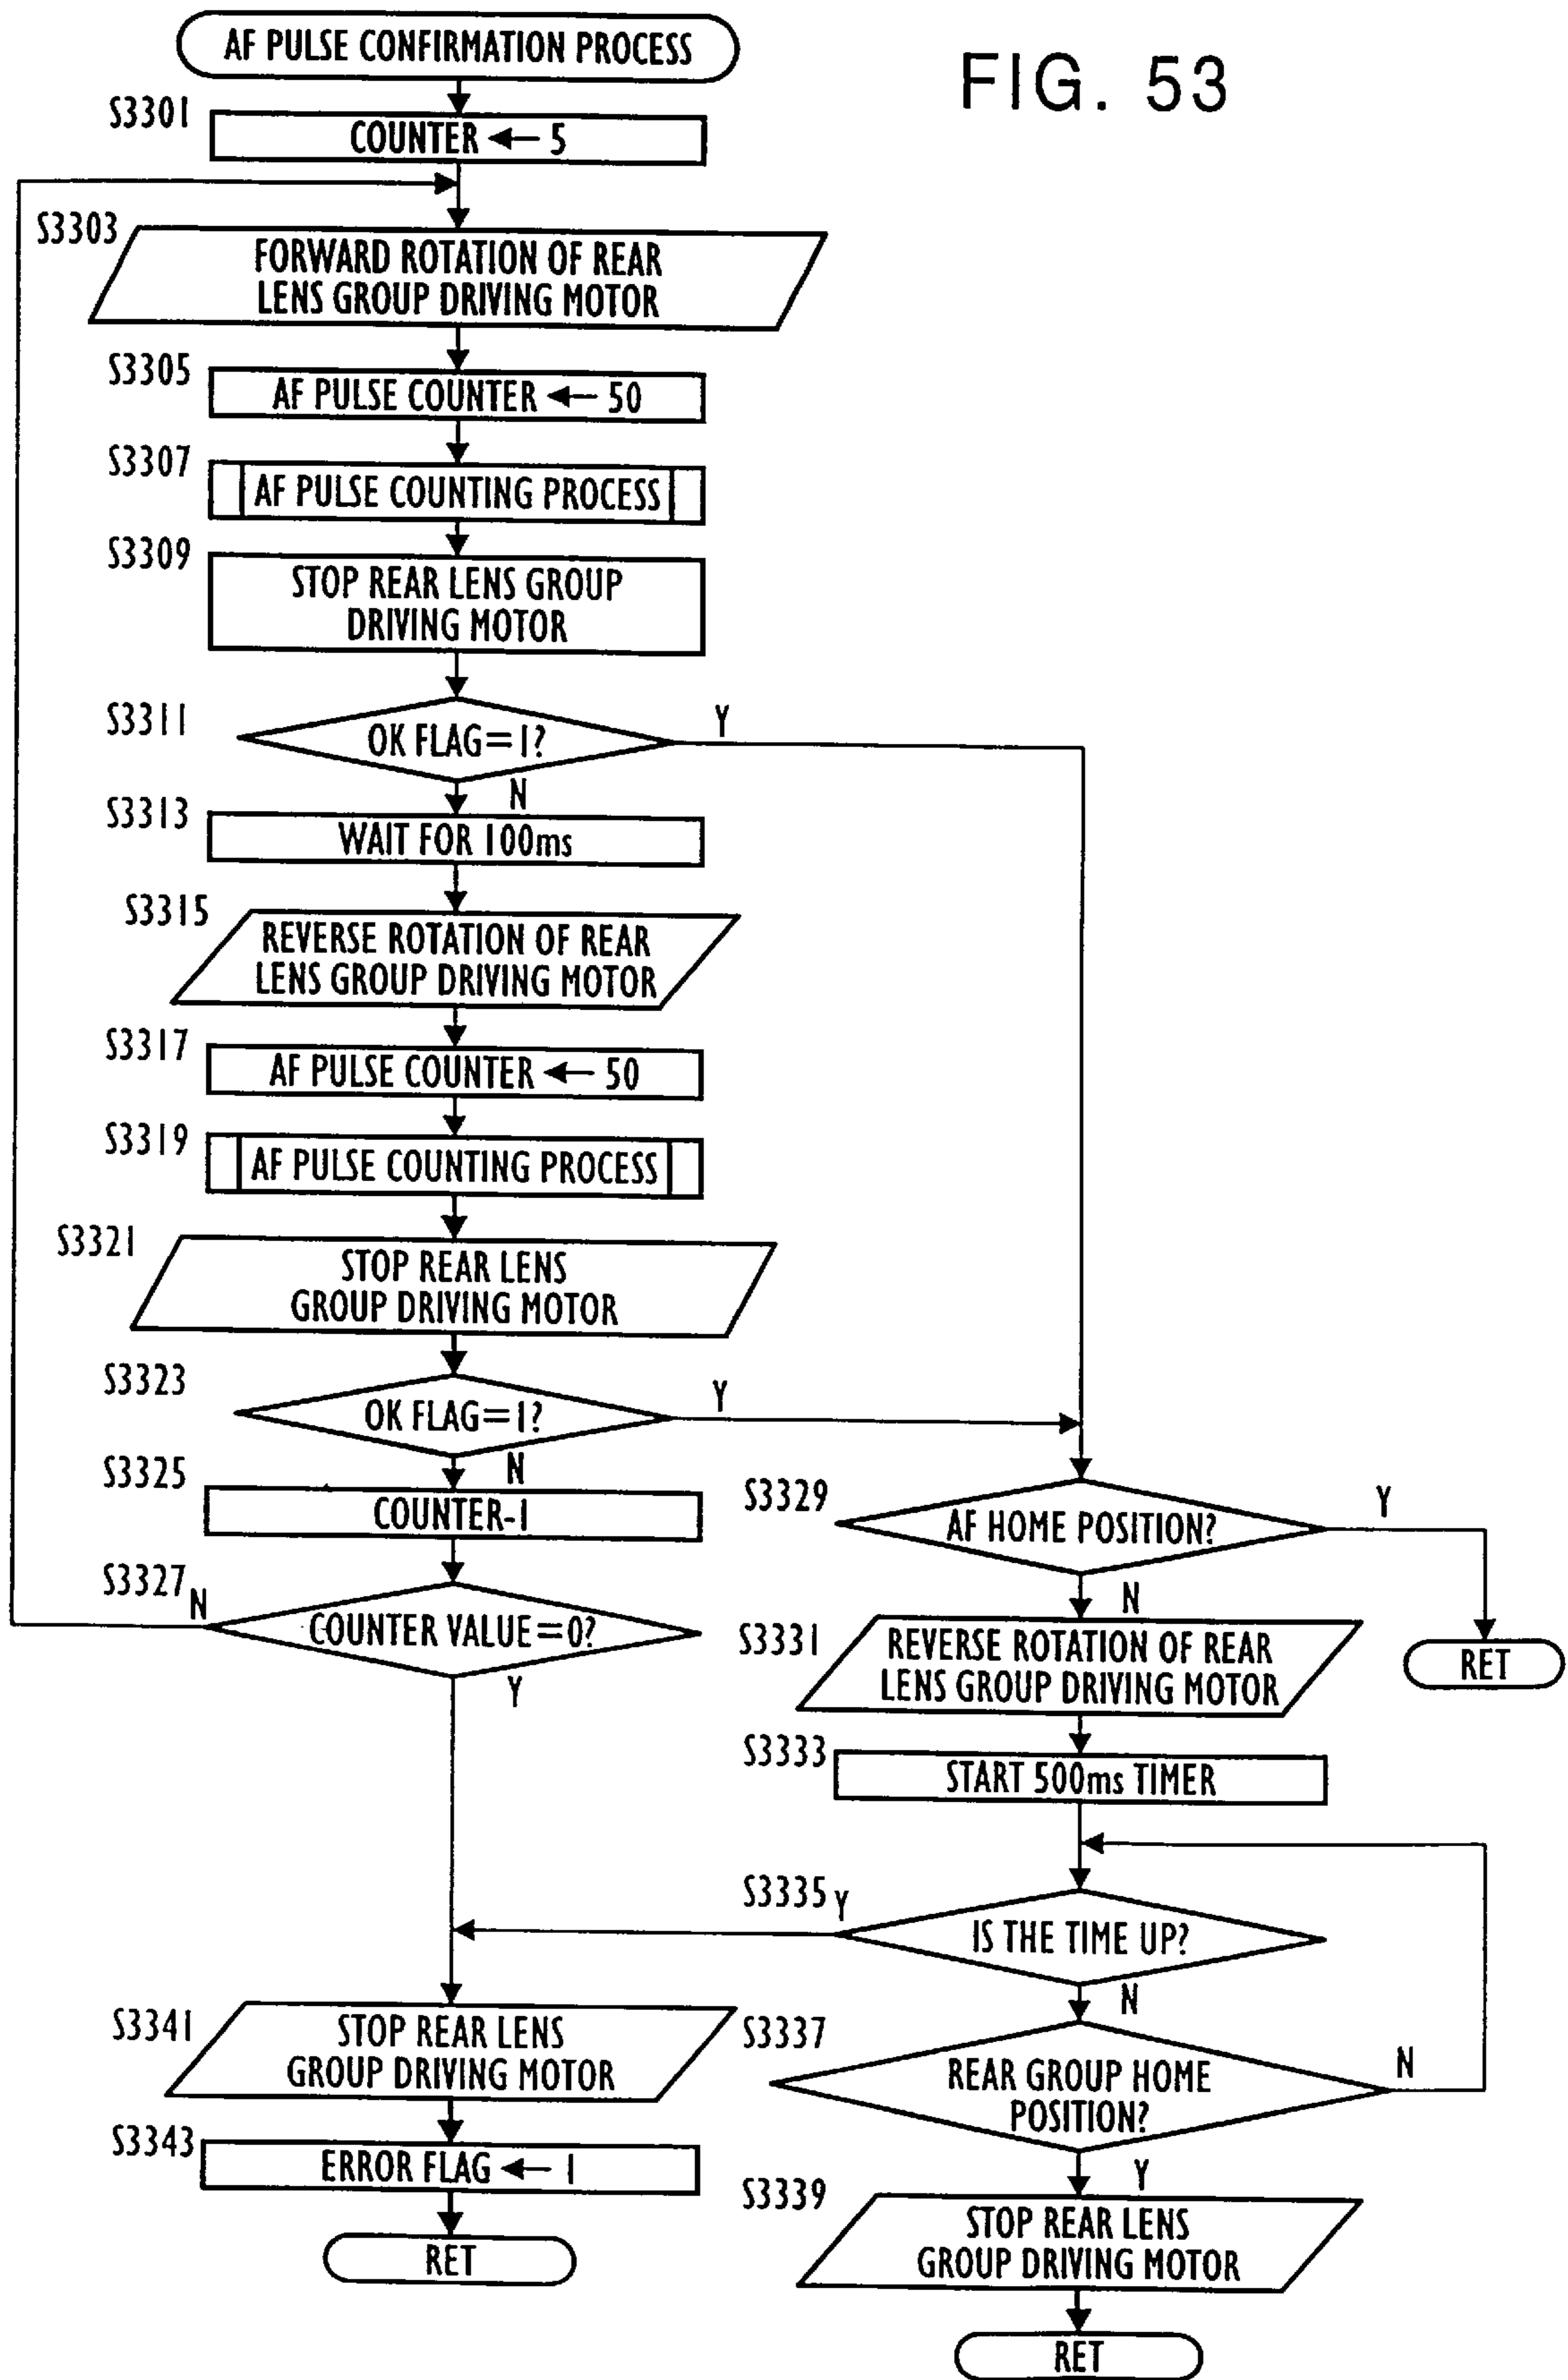 AF PULSE CONFIRMATION PROCESS
FIG. 53
S3301
COUNTER ← 5
S3303
FORWARD ROTATION OF REAR
LENS GROUP DRIVING MOTOR
S3305
AF PULSE COUNTER ← 50
S3307
AF PULSE COUNTING PROCESS
S3309
STOP REAR LENS GROUP
DRIVING MOTOR
S3311
OK FLAG=1?
Y
N
S3313
WAIT FOR 100ms
S3315
REVERSE ROTATION OF REAR
LENS GROUP DRIVING MOTOR
S3317
AF PULSE COUNTER ← 50
S3319
AF PULSE COUNTING PROCESS
S3321
STOP REAR LENS
GROUP DRIVING MOTOR
S3323
OK FLAG=1?
Y
N
S3325
COUNTER-1
S3327
N
COUNTER VALUE=0?
Y
S3329
AF HOME POSITION?
Y
N
RET
S3331
REVERSE ROTATION OF REAR
LENS GROUP DRIVING MOTOR
S3333
START 500ms TIMER
S3335
Y
IS THE TIME UP?
N
S3337
REAR GROUP HOME
POSITION?
N
Y
S3339
STOP REAR LENS
GROUP DRIVING MOTOR
RET
S3341
STOP REAR LENS
GROUP DRIVING MOTOR
S3343
ERROR FLAG ← 1
RET